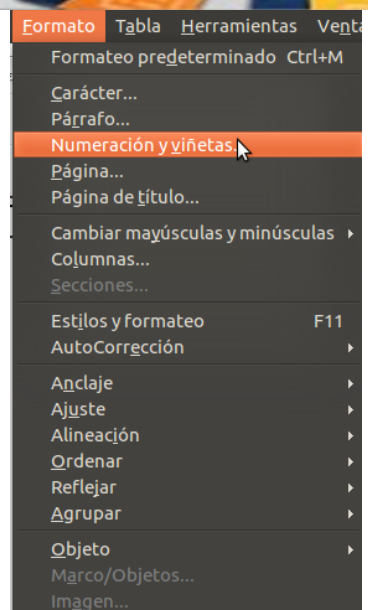 Formato Tabla Herramientas
Formateo predeterminado Ctrl+M
Carácter...
Párrafo...
Numeración y viñetas..
Página...
Página de título...
Cambiar mayúsculas y minúsculas
Columnas...
Secciones...
Estilos y formateo F11
AutoCorrección
Anclaje
Ajuste
Alineación
Ordenar
Reflejar
Agrupar
Objeto
Marco/Objetos...
Imagen...